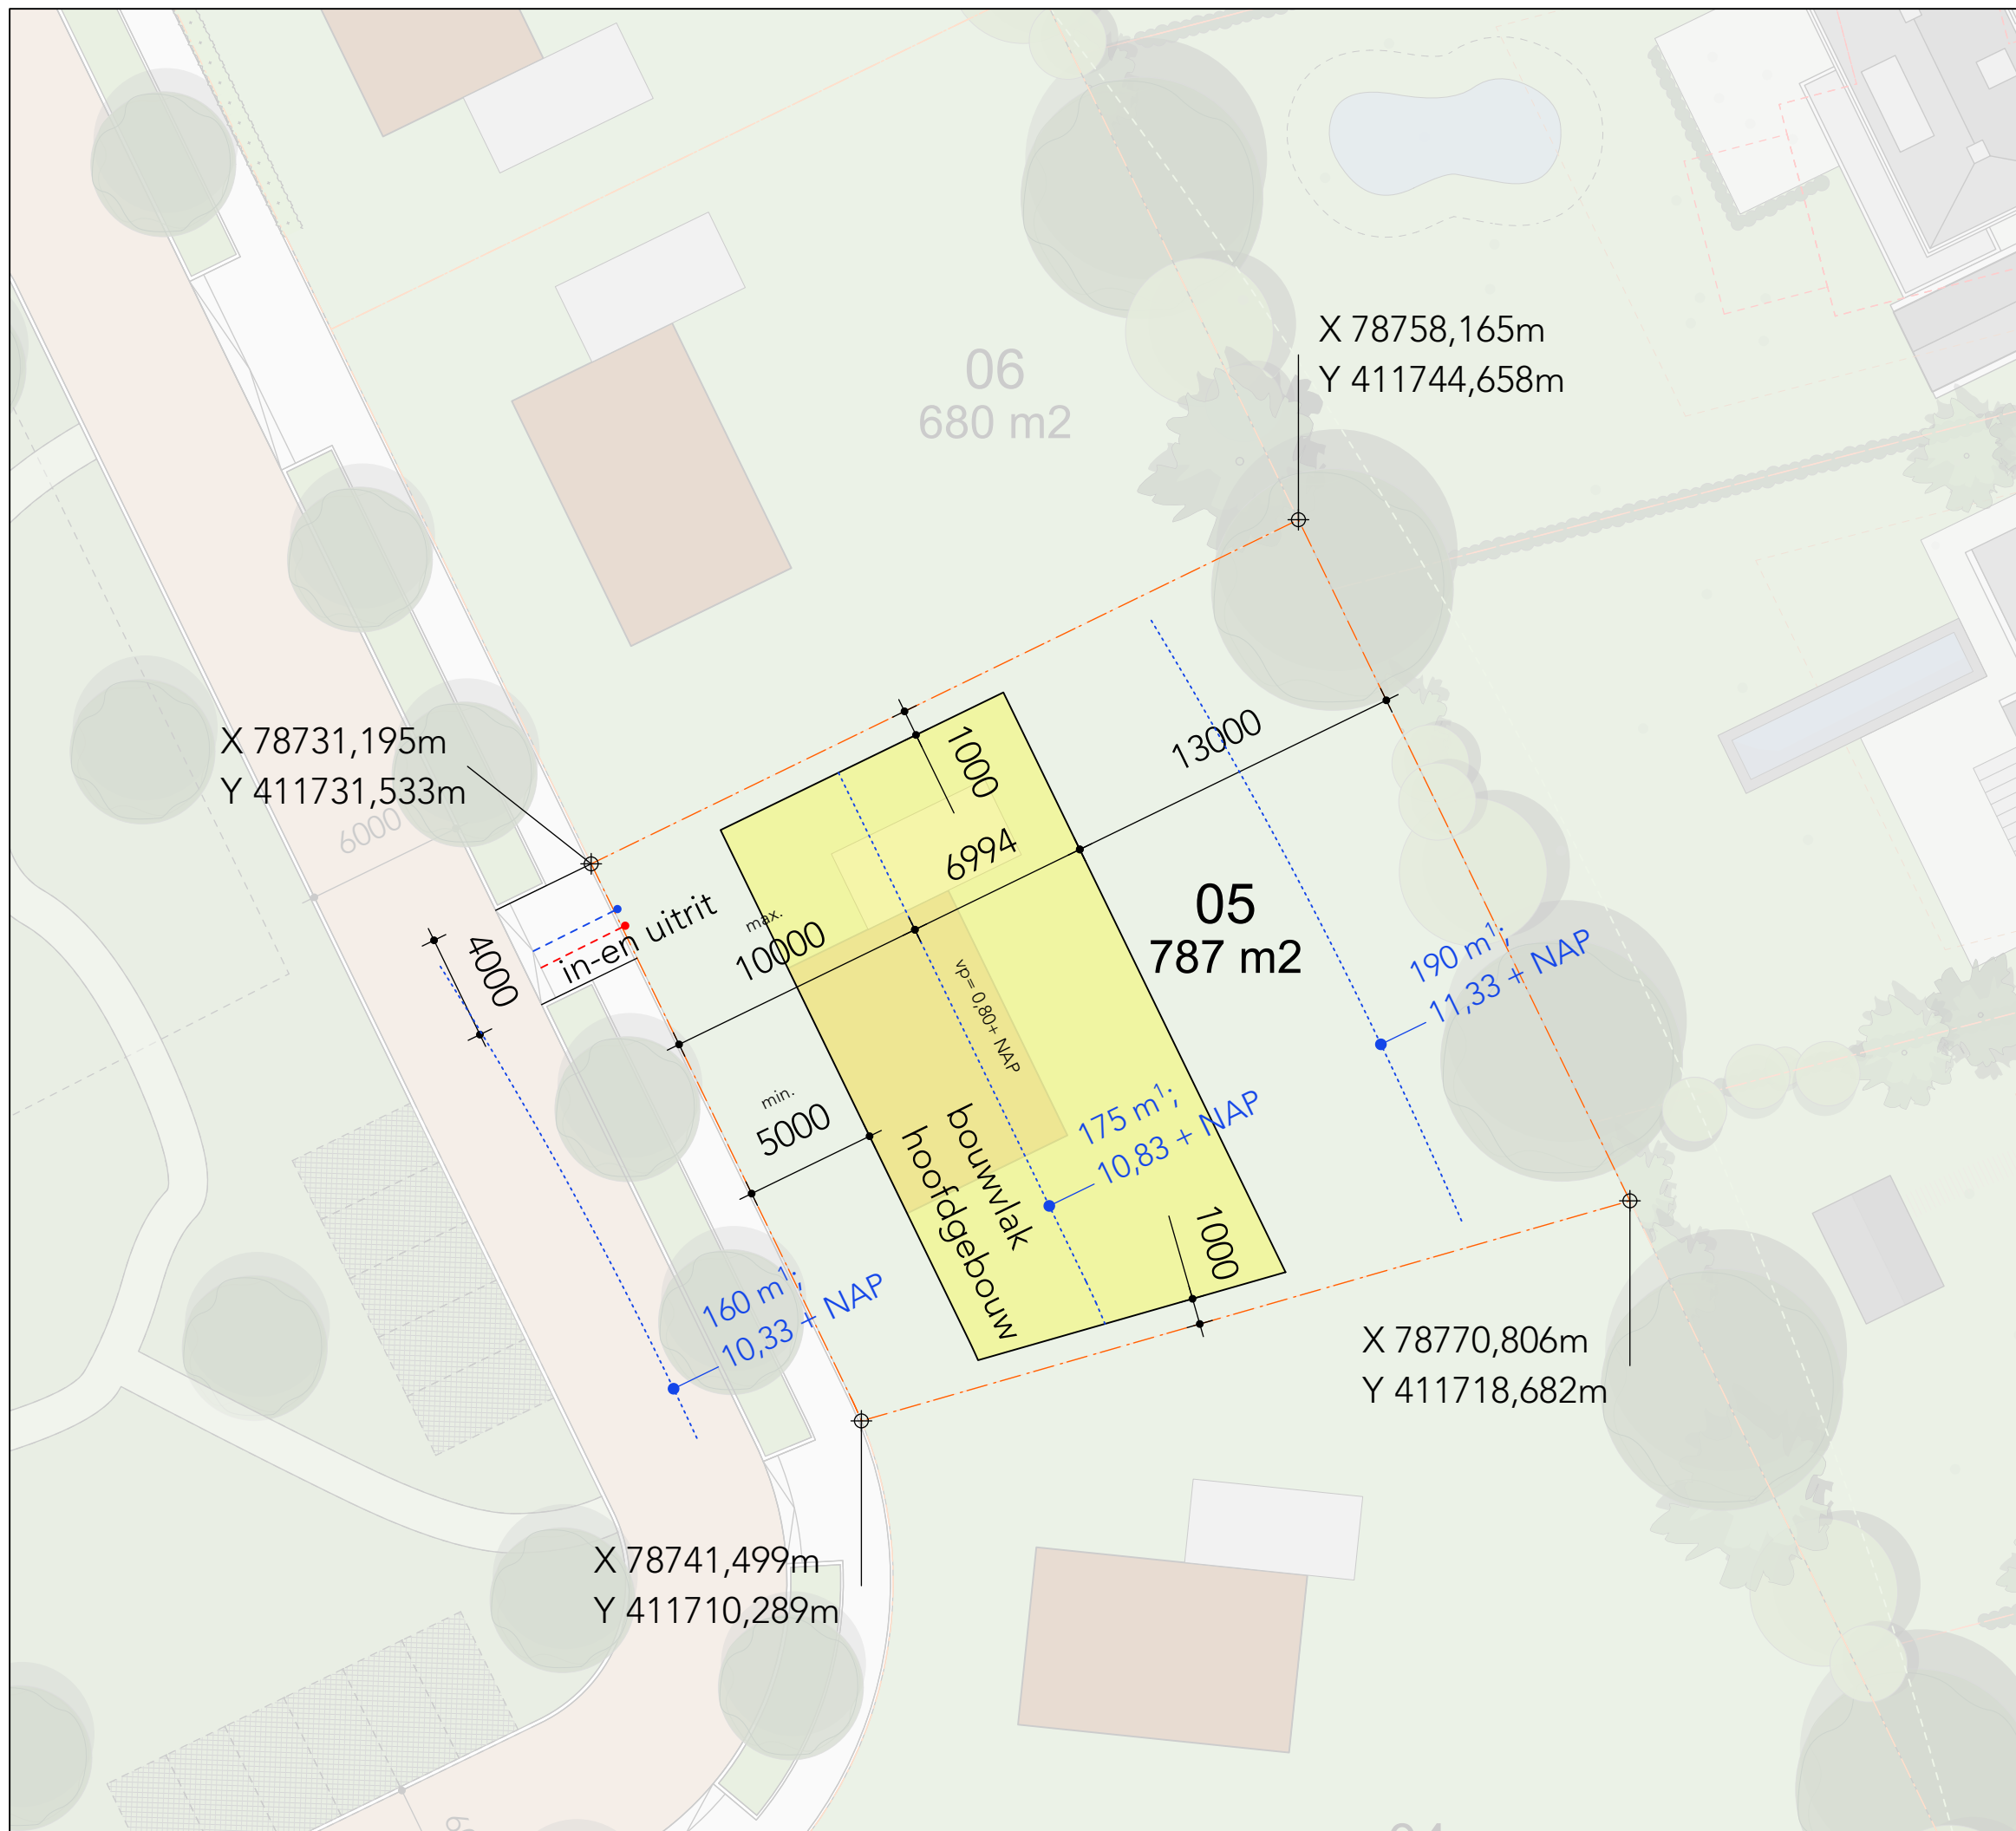 06
680 m2
X 78758,165m
Y 411744,658m
X 78731,195m
Y 411731,533m
6000
1000
13000
6994
05
787 m2
max.
10000
in-en uitrit
4000
vp= 0,80+ NAP
190 m¹;
11,33 + NAP
min.
5000
175 m¹;
10,83 + NAP
bouwvlak
hoofdgebouw
1000
160 m¹;
10,33 + NAP
X 78770,806m
Y 411718,682m
X 78741,499m
Y 411710,289m